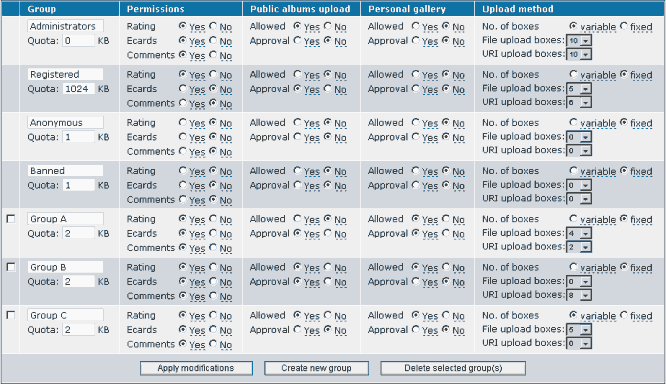 Group Permissions Public albums upload Personal gallery Upload method
Administrators Rating Yes No Allowed Yes No Allowed Yes No No. of boxes variable fixed
Quota: 0 KB Ecards Yes No Approval Yes No Approval Yes No File upload boxes: 10
Comments Yes No URI upload boxes: 10
Registered Rating Yes No Allowed Yes No Allowed Yes No No. of boxes variable fixed
Quota: 1024 KB Ecards Yes No Approval Yes No Approval Yes No File upload boxes: 5
Comments Yes No URI upload boxes: 6
Anonymous Rating Yes No Allowed Yes No Allowed Yes No No. of boxes variable fixed
Quota: 1 KB Ecards Yes No Approval Yes No Approval Yes No File upload boxes: 0
Comments Yes No URI upload boxes: 0
Banned Rating Yes No Allowed Yes No Allowed Yes No No. of boxes variable fixed
Quota: 1 KB Ecards Yes No Approval Yes No Approval Yes No File upload boxes: 0
Comments Yes No URI upload boxes: 0
Group A Rating Yes No Allowed Yes No Allowed Yes No No. of boxes variable fixed
Quota: 2 KB Ecards Yes No Approval Yes No Approval Yes No File upload boxes: 4
Comments Yes No URI upload boxes: 2
Group B Rating Yes No Allowed Yes No Allowed Yes No No. of boxes variable fixed
Quota: 2 KB Ecards Yes No Approval Yes No Approval Yes No File upload boxes: 0
Comments Yes No URI upload boxes: 8
Group C Rating Yes No Allowed Yes No Allowed Yes No No. of boxes variable fixed
Quota: 2 KB Ecards Yes No Approval Yes No Approval Yes No File upload boxes: 5
Comments Yes No URI upload boxes: 0
Apply modifications Create new group Delete selected group(s)